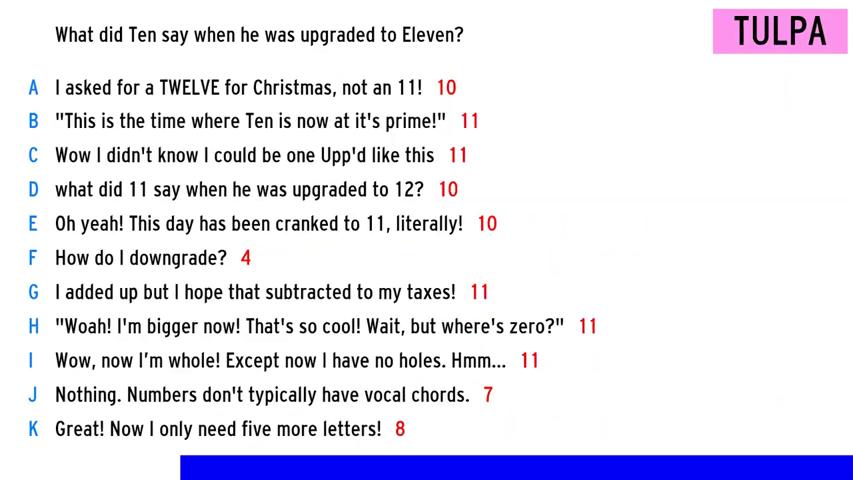 What did Ten say when he was upgraded to Eleven?
TULPA
A I asked for a TWELVE for Christmas, not an 11! 10
B "This is the time where Ten is now at it's prime!" 11
C Wow I didn't know I could be one Upp'd like this 11
D what did 11 say when he was upgraded to 12? 10
E Oh yeah! This day has been cranked to 11, literally! 10
F How do I downgrade? 4
G I added up but I hope that subtracted to my taxes! 11
H "Woah! I'm bigger now! That's so cool! Wait, but where's zero?" 11
I Wow, now I'm whole! Except now I have no holes. Hmm... 11
J Nothing. Numbers don't typically have vocal chords. 7
K Great! Now I only need five more letters! 8